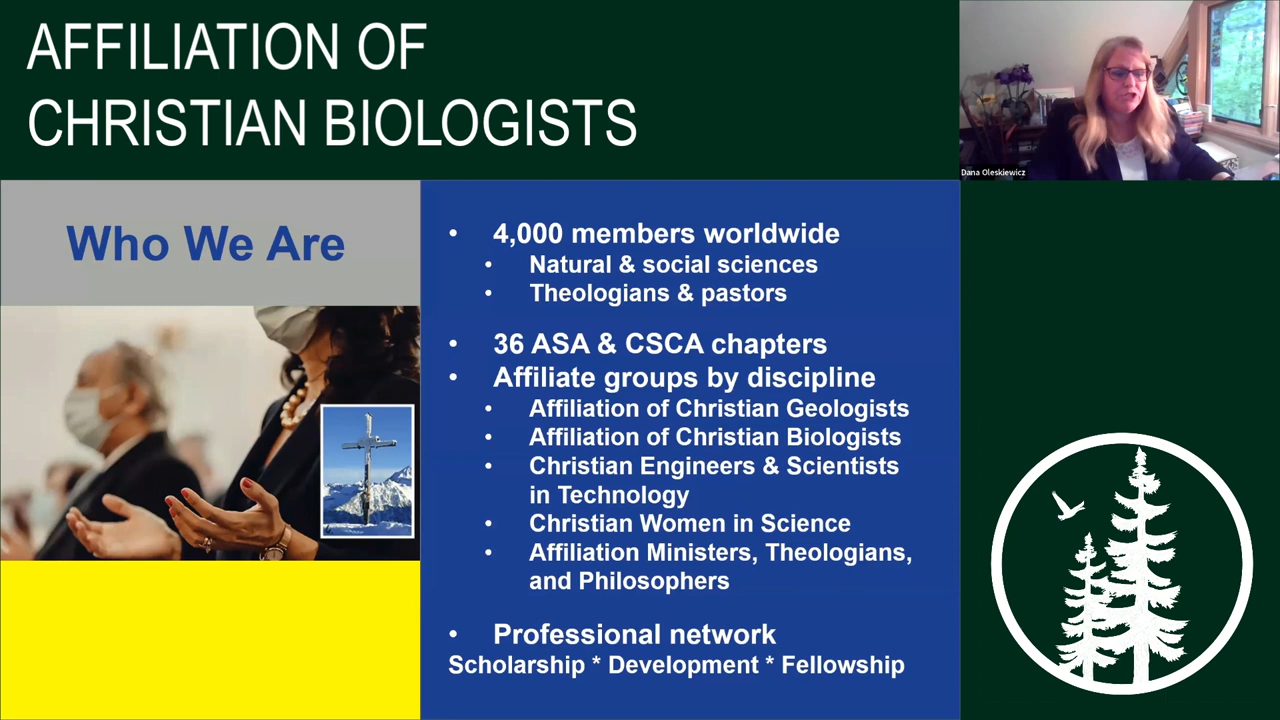 AFFILIATION OF
CHRISTIAN BIOLOGISTS
Dana Oleskiewicz
Who We Are
• 4,000 members worldwide
• Natural & social sciences
• Theologians & pastors
• 36 ASA & CSCA chapters
• Affiliate groups by discipline
• Affiliation of Christian Geologists
• Affiliation of Christian Biologists
• Christian Engineers & Scientists
in Technology
• Christian Women in Science
• Affiliation Ministers, Theologians,
and Philosophers
• Professional network
Scholarship * Development * Fellowship